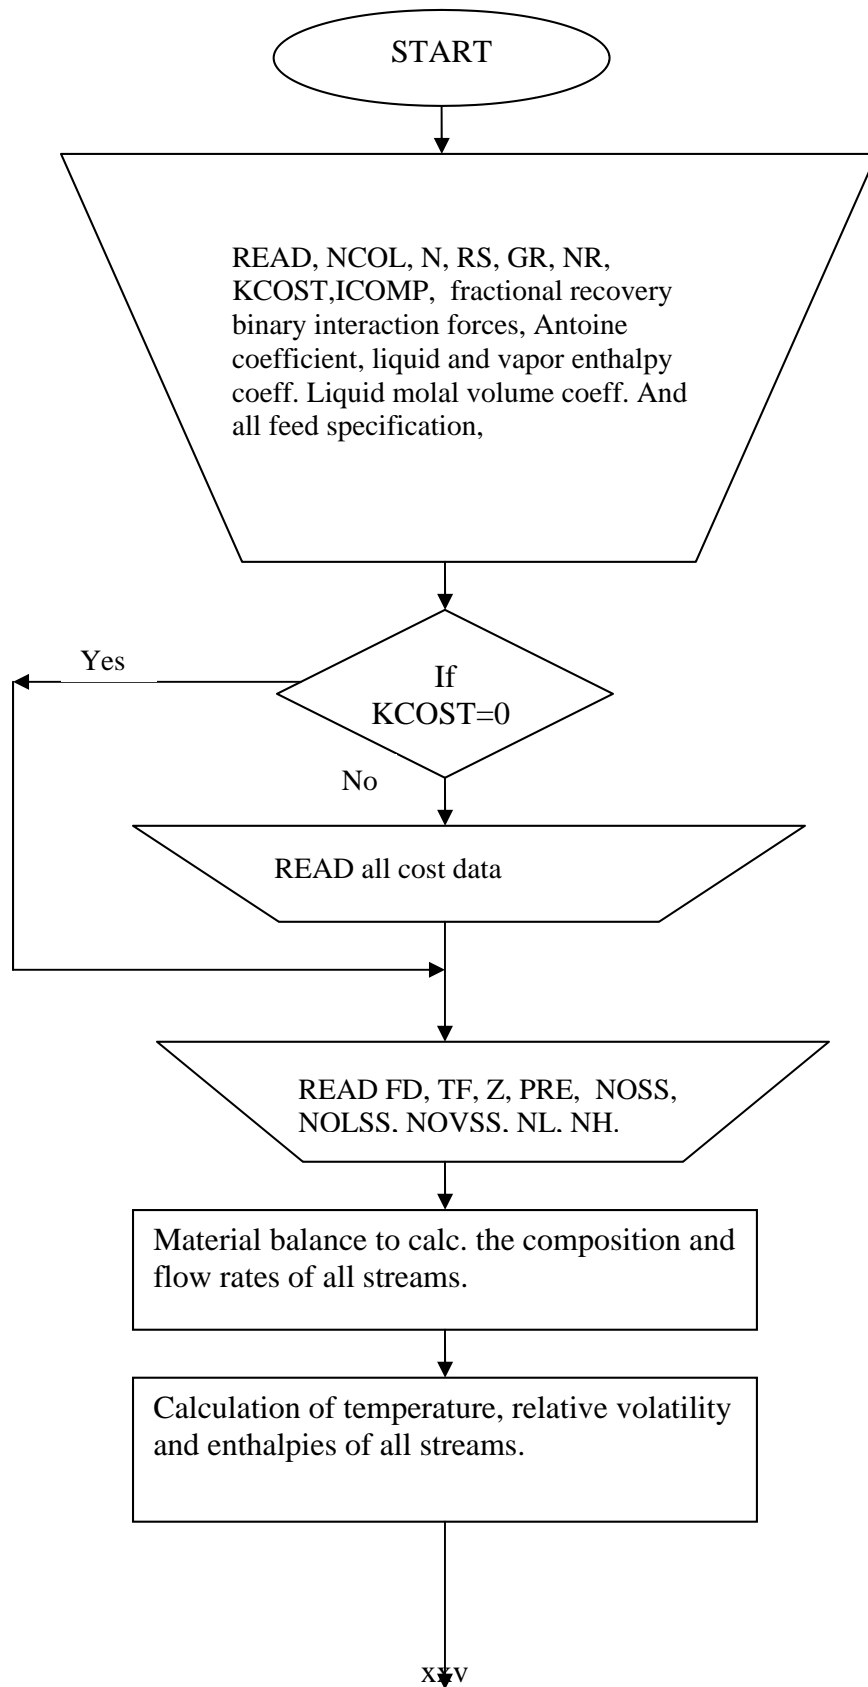 START
READ, NCOL, N, RS, GR, NR,
KCOST,ICOMP, fractional recovery
binary interaction forces, Antoine
coefficient, liquid and vapor enthalpy
coeff. Liquid molal volume coeff. And
all feed specification,
Yes
If
KCOST=0
No
READ all cost data
READ FD, TF, Z, PRE, NOSS,
NOLSS, NOVSS, NL, NH.
Material balance to calc. the composition and
flow rates of all streams.
Calculation of temperature, relative volatility
and enthalpies of all streams.
xxv